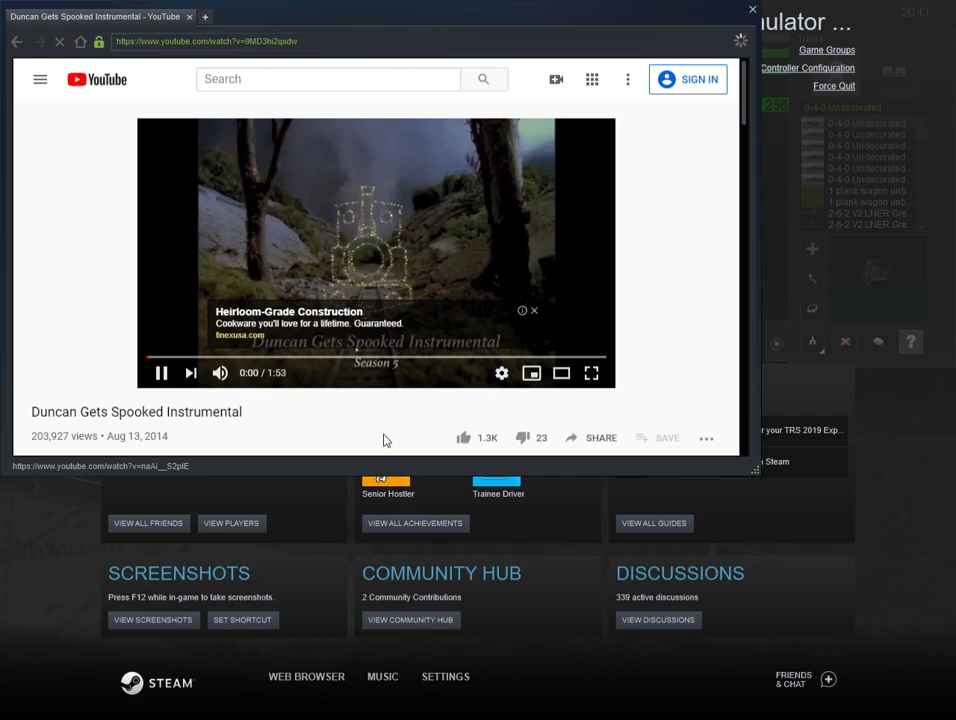 Duncan Gets Spooked Instrumental - YouTube
ulator ...
20:43
https://www.youtube.com/watch?v=9MD3hi2qsdw
Game Groups
Controller Configuration
Force Quit
YouTube
Search
SIGN IN
256
0-4-0 Undecorated
0-4-0 Undecorated...
0-4-0 Undecorated...
0-4-0 Undecorated...
0-4-0 Undecorated...
0-4-0 Undecorated...
1 plank wagon unb...
1 plank wagon unb...
2-6-2 V2 LNER Gre...
2-6-2 V2 LNER Gre...
Heirloom-Grade Construction
Cookware you'll love for a lifetime. Guaranteed.
finexusa.com
Duncan Gets Spooked Instrumental
Season 5
0:00 / 1:53
Duncan Gets Spooked Instrumental
203,927 views • Aug 13, 2014
1.3K
23
SHARE
SAVE
r your TRS 2019 Exp...
n Steam
https://www.youtube.com/watch?v=naAi__S2pIE
Senior Hostler
Trainee Driver
VIEW ALL FRIENDS
VIEW PLAYERS
VIEW ALL ACHIEVEMENTS
VIEW ALL GUIDES
SCREENSHOTS
Press F12 while in-game to take screenshots.
VIEW SCREENSHOTS
SET SHORTCUT
COMMUNITY HUB
2 Community Contributions
VIEW COMMUNITY HUB
DISCUSSIONS
339 active discussions
VIEW DISCUSSIONS
STEAM
WEB BROWSER
MUSIC
SETTINGS
FRIENDS
& CHAT